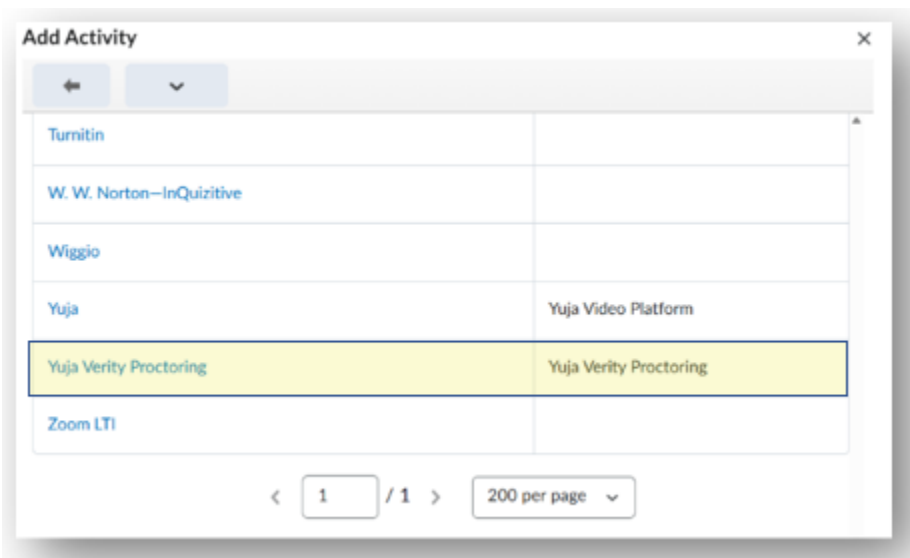 Add Activity
Turnitin
W. W. Norton—InQuizitive
Wiggio
Yuja Yuja Video Platform
Yuja Verity Proctoring Yuja Verity Proctoring
Zoom LTI
1 / 1 200 per page